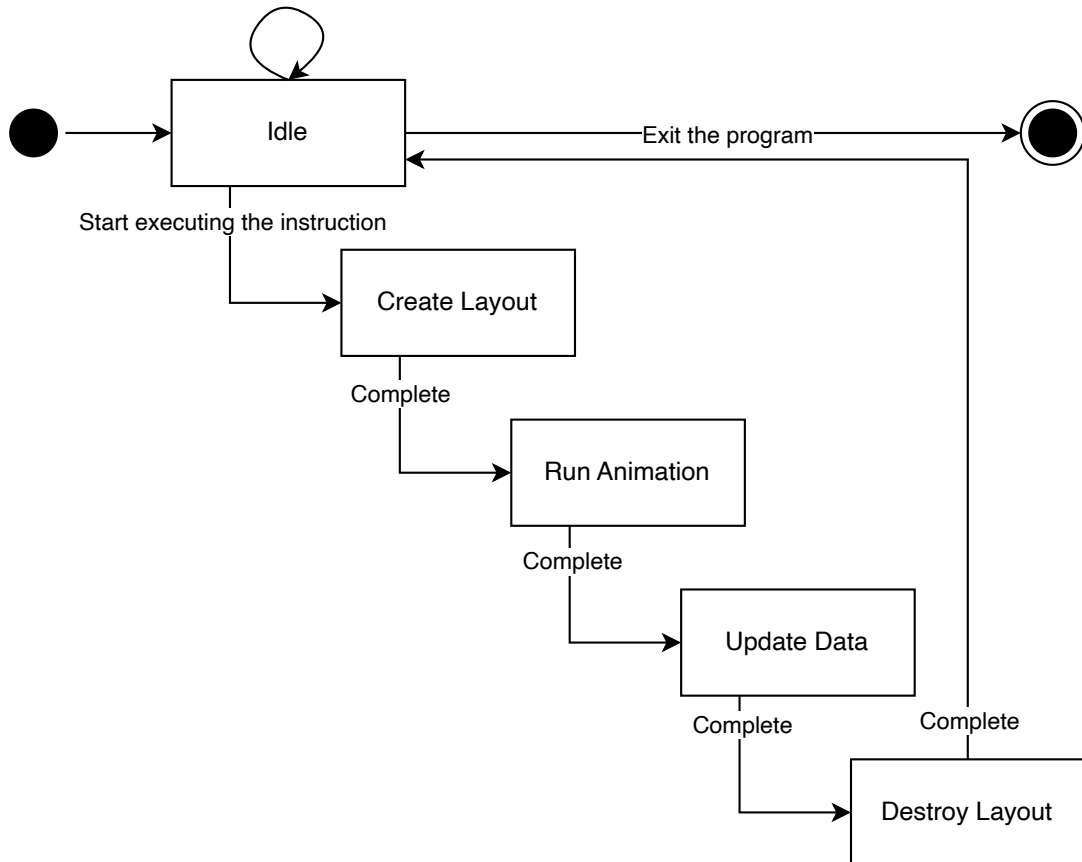 Idle
Exit the program
Start executing the instruction
Create Layout
Complete
Run Animation
Complete
Update Data
Complete
Complete
Destroy Layout